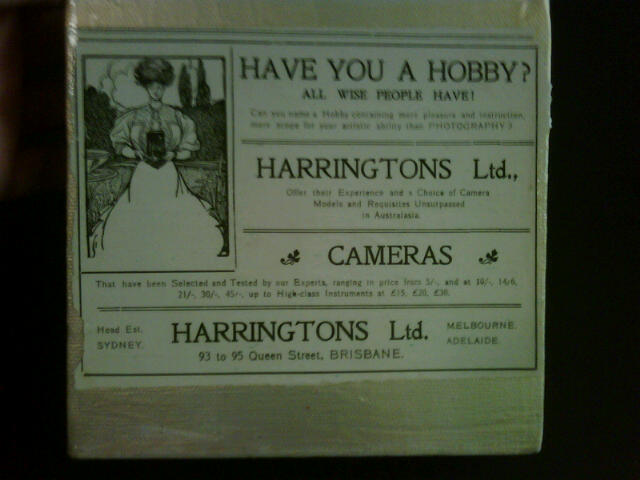 HAVE YOU A HOBBY?
ALL WISE PEOPLE HAVE!
Can you name a Hobby containing more pleasure and instruction,
more scope for your artistic ability than PHOTOGRAPHY?
HARRINGTONS Ltd.,
Offer their Experience and a Choice of Camera
Models and Requisites Unsurpassed
in Australasia.
CAMERAS
That have been Selected and Tested by our Experts, ranging in price from 5/-, and at 10/-, 14/6,
21/-, 30/-, 45/-, up to High-class Instruments at £15, £20, £30.
Head Est.
SYDNEY.
HARRINGTONS Ltd.
93 to 95 Queen Street, BRISBANE.
MELBOURNE.
ADELAIDE.